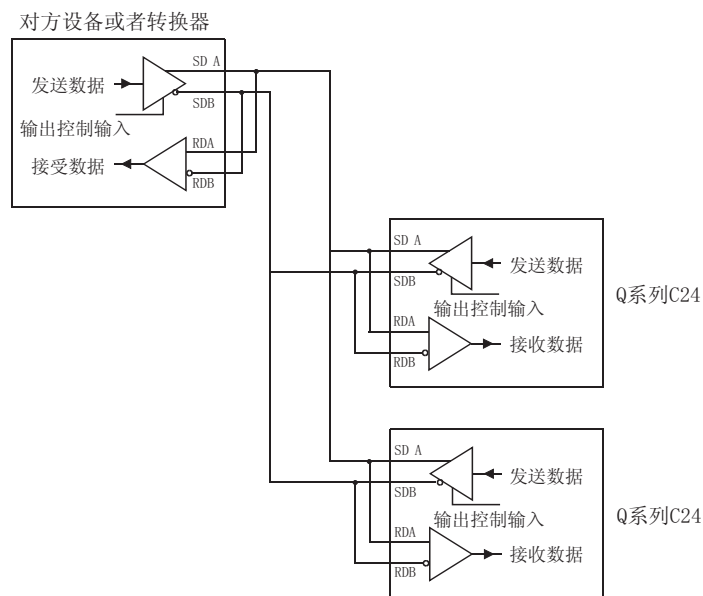 对方设备或者转换器
SD A
发送数据
SDB
输出控制输入
RDA
接受数据
RDB
SD A
发送数据
SDB
Q系列C24
输出控制输入
RDA
接收数据
RDB
SD A
发送数据
SDB
输出控制输入
Q系列C24
RDA
接收数据
RDB